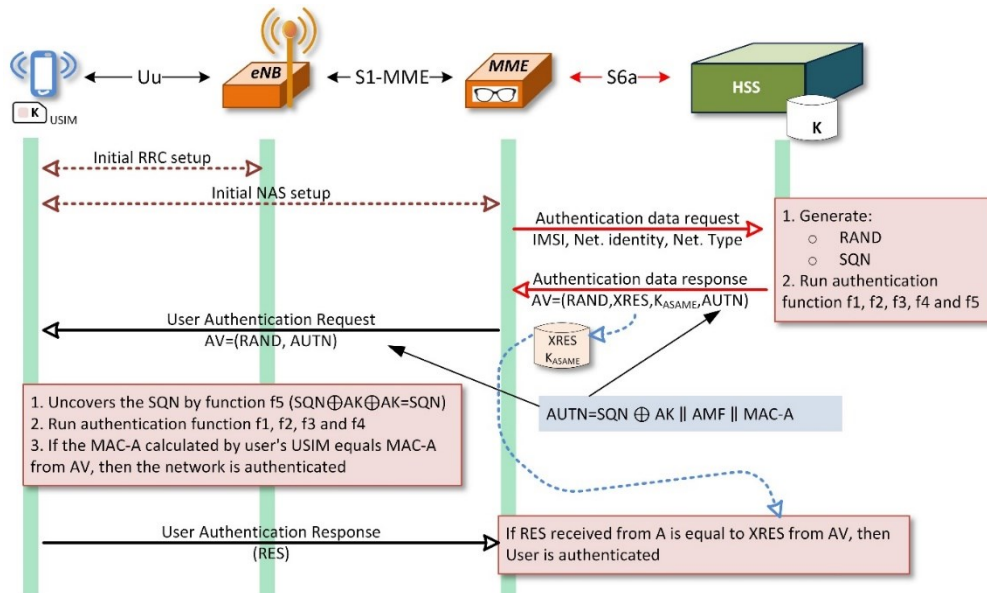 Uu
eNB
S1-MME
MME
S6a
HSS
K
K
USIM
Initial RRC setup
Initial NAS setup
Authentication data request
IMSI, Net. identity, Net. Type
1. Generate:
○ RAND
○ SQN
2. Run authentication
function f1, f2, f3, f4 and f5
Authentication data response
AV=(RAND,XRES,KASAME,AUTN)
User Authentication Request
AV=(RAND, AUTN)
XRES
KASAME
1. Uncovers the SQN by function f5 (SQN⊕AK⊕AK=SQN)
2. Run authentication function f1, f2, f3 and f4
3. If the MAC-A calculated by user's USIM equals MAC-A
from AV, then the network is authenticated
AUTN=SQN ⊕ AK ‖ AMF ‖ MAC-A
User Authentication Response
(RES)
If RES received from A is equal to XRES from AV, then
User is authenticated